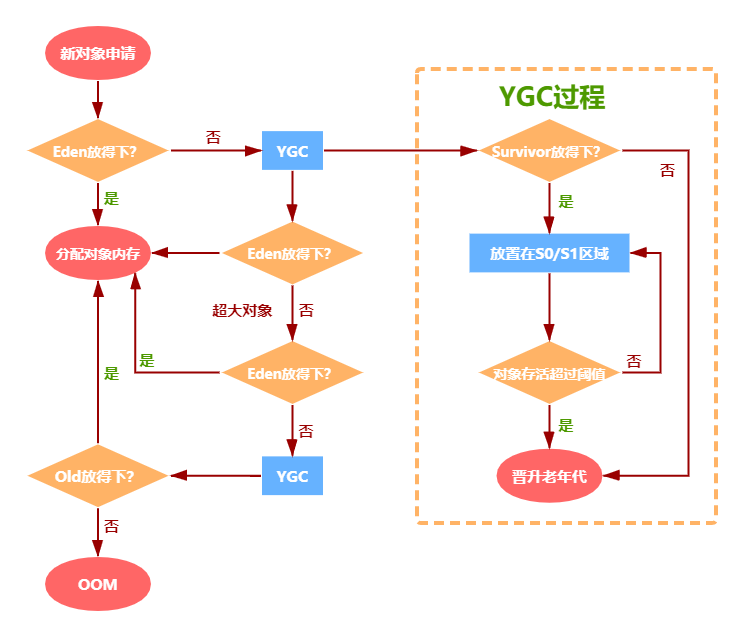 新对象申请
YGC过程
Eden放得下?
否
YGC
Survivor放得下?
否
是
是
分配对象内存
Eden放得下?
放置在S0/S1区域
超大对象
否
是
是
Eden放得下?
对象存活超过阈值
否
否
是
Old放得下?
YGC
晋升老年代
否
OOM